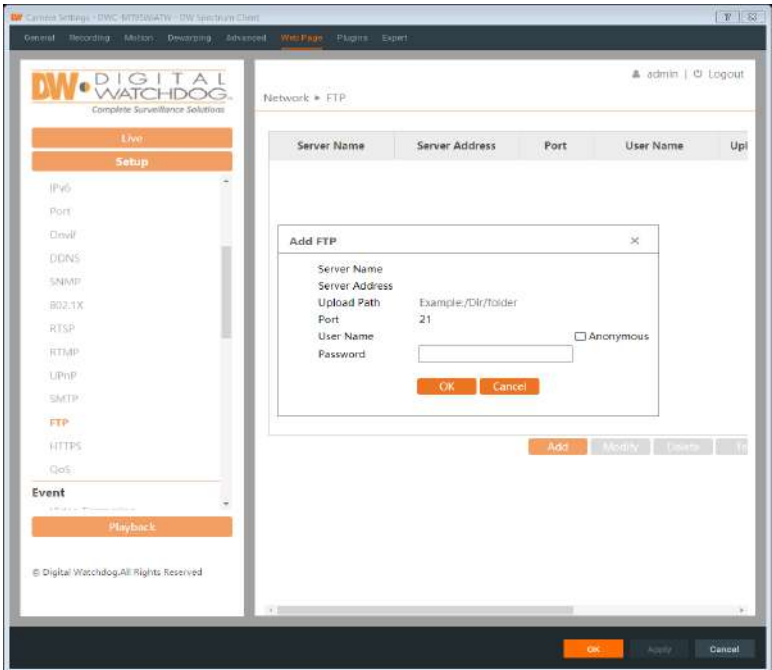 Camera Settings - DWC-MT95WiATW - DW Spectrum Client
General Recording Motion Dewarping Advanced Web Page Plugins Expert
DW DIGITAL
WATCHDOG
Complete Surveillance Solutions
admin | Logout
Network FTP
Live
Setup
Server Name Server Address Port User Name Upl
IPv6
Port
Onvif
DDNS
SNMP
802.1X
RTSP
RTMP
UPnP
SMTP
FTP
HTTPS
QoS
Event
Playback
© Digital Watchdog.All Rights Reserved
Add FTP
Server Name
Server Address
Upload Path Example:/Dir/folder
Port 21
User Name Anonymous
Password
OK Cancel
Add Modify Delete
OK Apply Cancel